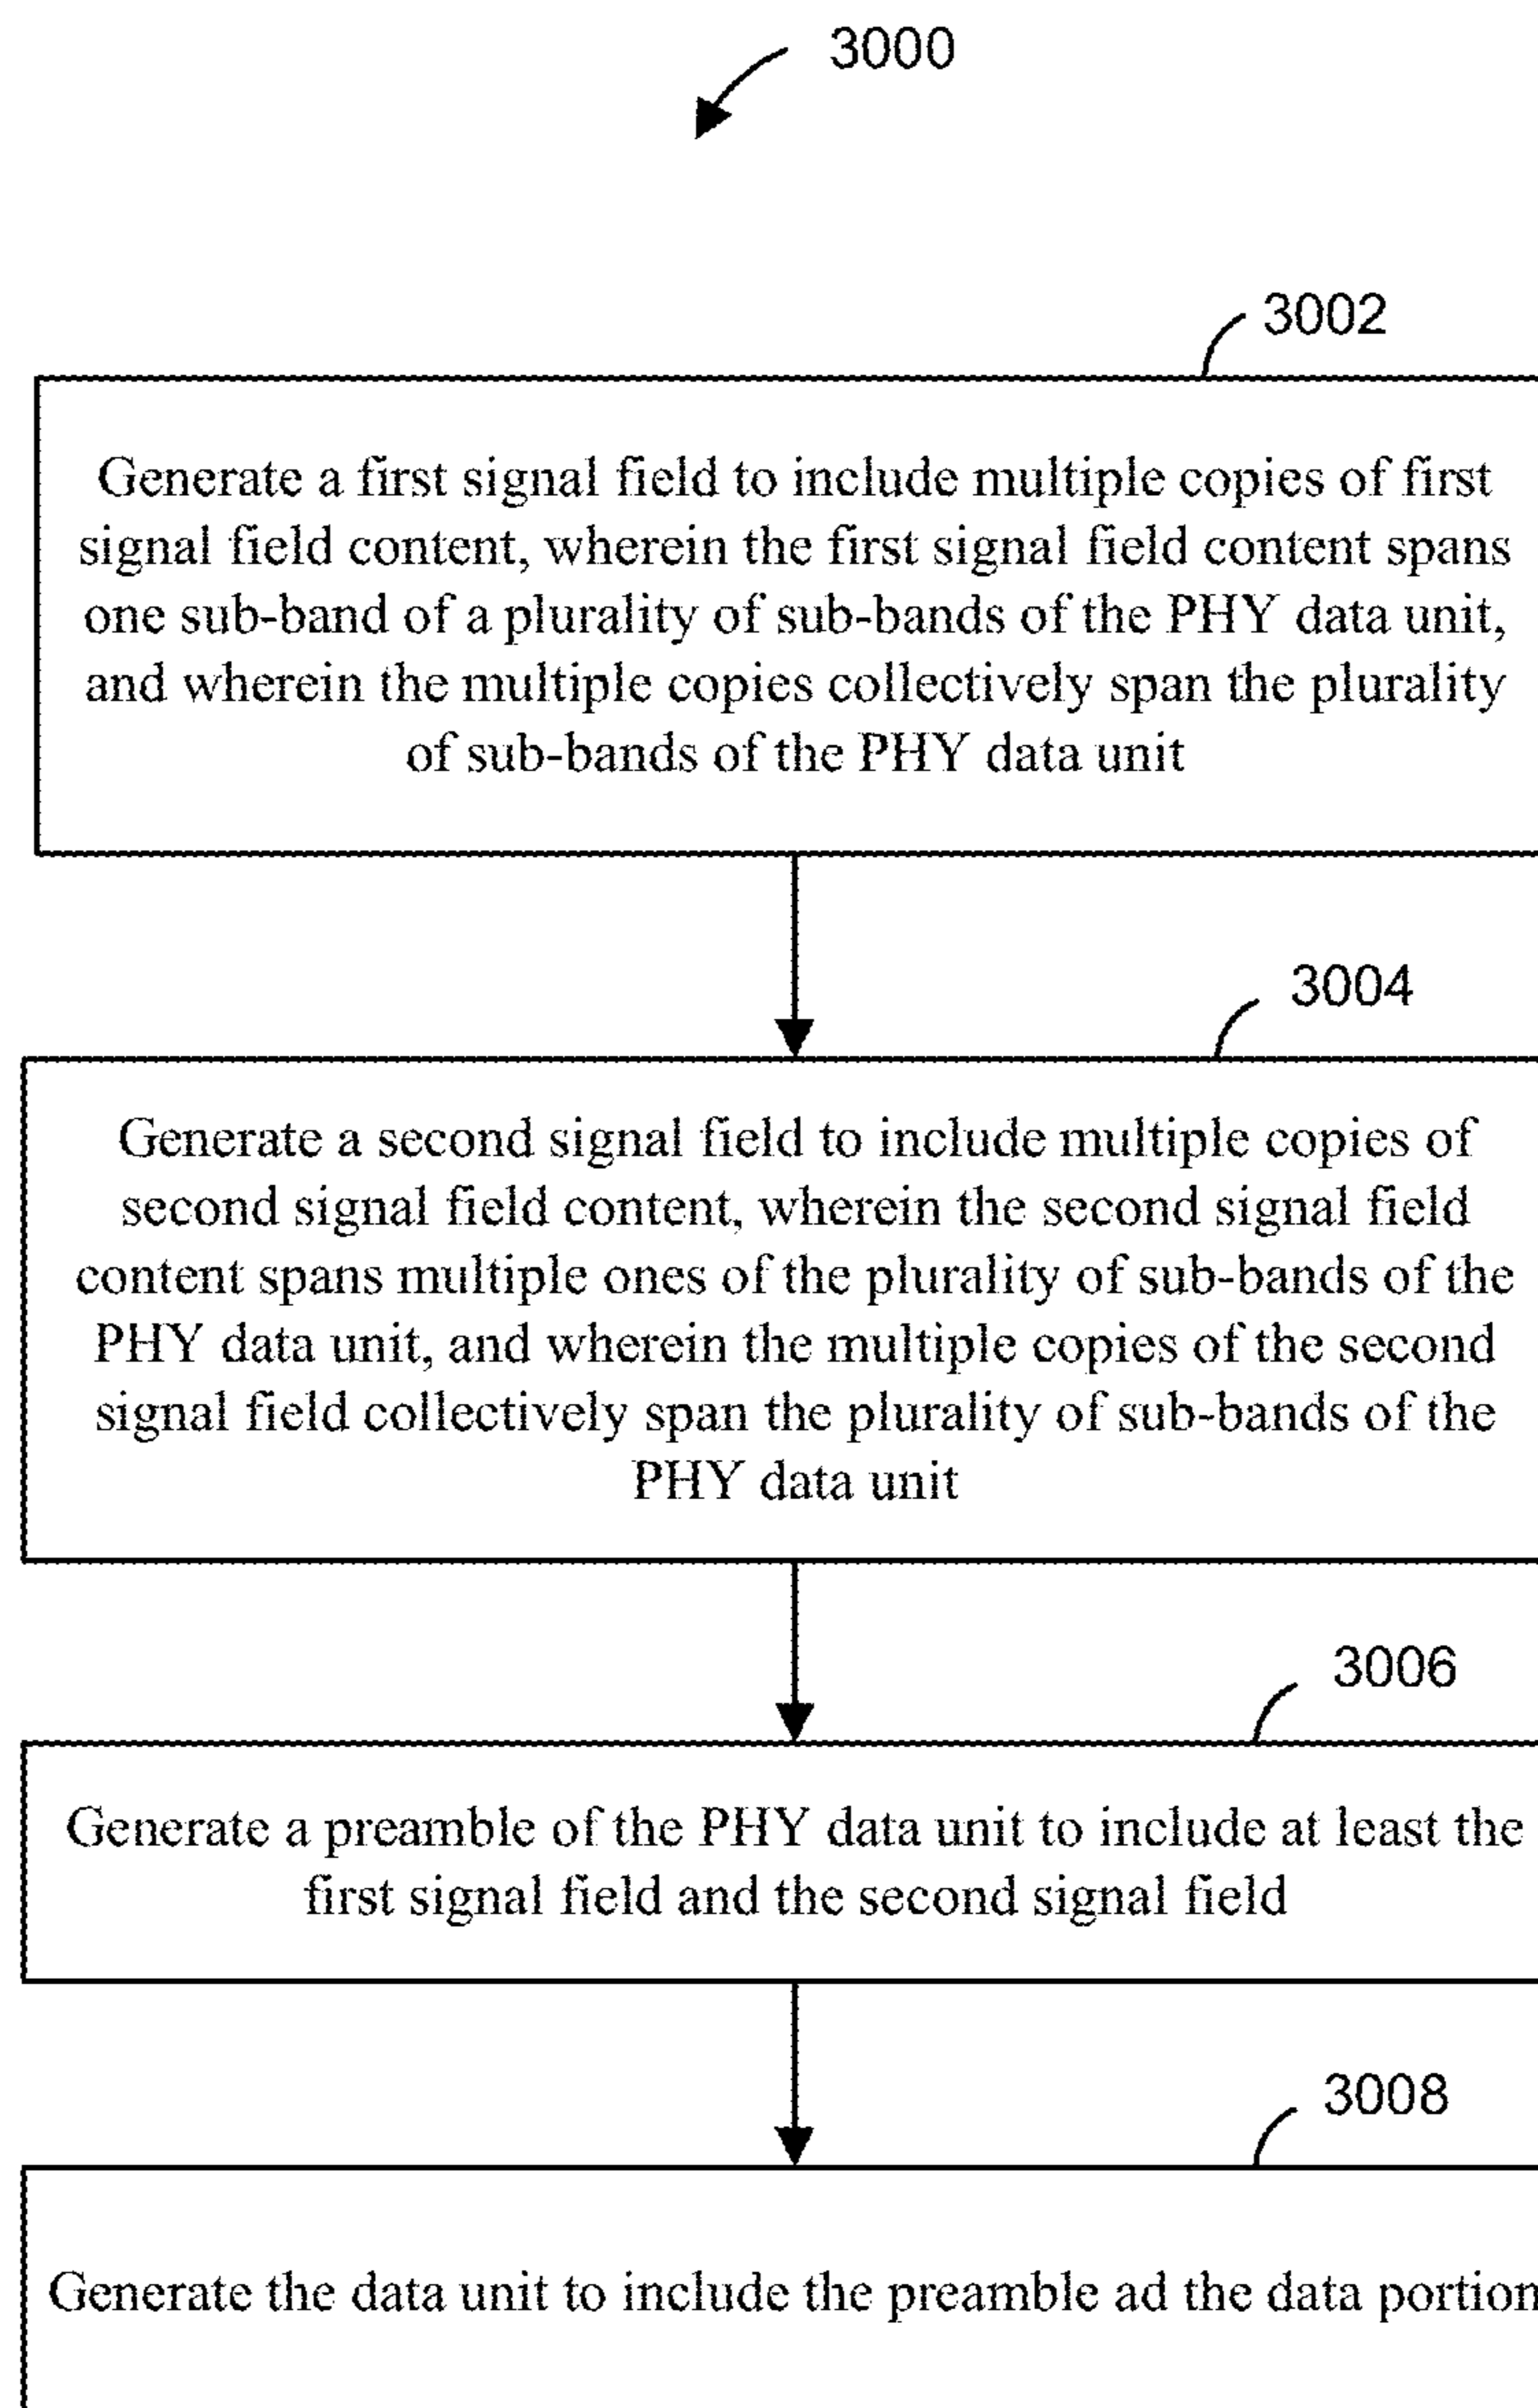 3000
3002
Generate a first signal field to include multiple copies of first
signal field content, wherein the first signal field content spans
one sub-band of a plurality of sub-bands of the PHY data unit,
and wherein the multiple copies collectively span the plurality
of sub-bands of the PHY data unit
3004
Generate a second signal field to include multiple copies of
second signal field content, wherein the second signal field
content spans multiple ones of the plurality of sub-bands of the
PHY data unit, and wherein the multiple copies of the second
signal field collectively span the plurality of sub-bands of the
PHY data unit
3006
Generate a preamble of the PHY data unit to include at least the
first signal field and the second signal field
3008
Generate the data unit to include the preamble ad the data portion